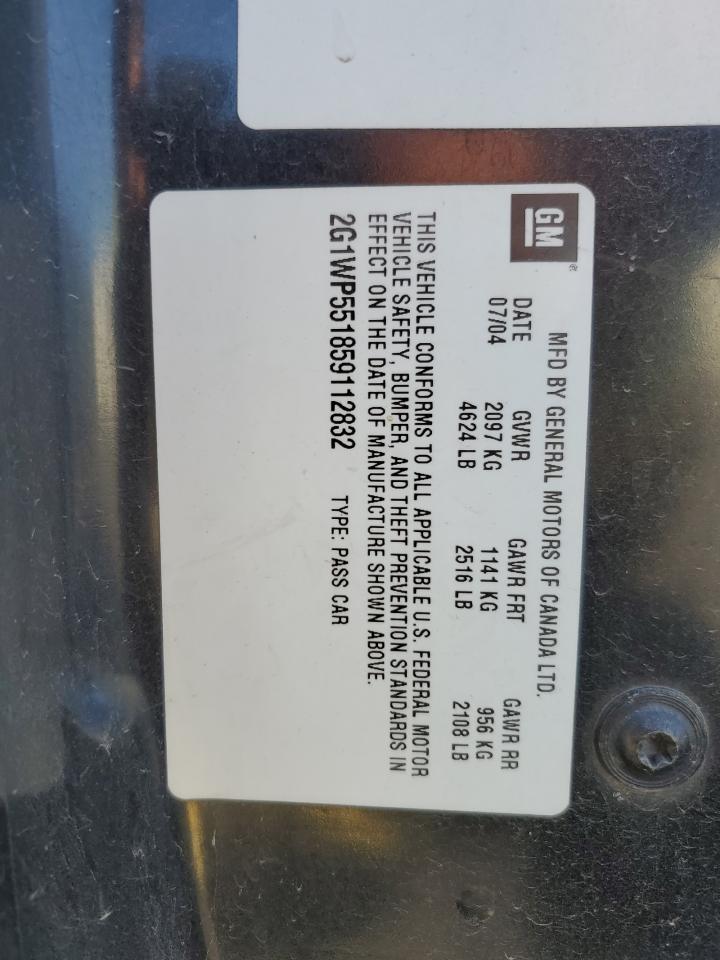 GM®
MFD BY GENERAL MOTORS OF CANADA LTD.
DATE GVWR GAWR FRT GAWR RR
07/04 2097 KG 1141 KG 956 KG
4624 LB 2516 LB 2108 LB
THIS VEHICLE CONFORMS TO ALL APPLICABLE U.S. FEDERAL MOTOR
VEHICLE SAFETY, BUMPER, AND THEFT PREVENTION STANDARDS IN
EFFECT ON THE DATE OF MANUFACTURE SHOWN ABOVE.
2G1WP551859112832 TYPE: PASS CAR